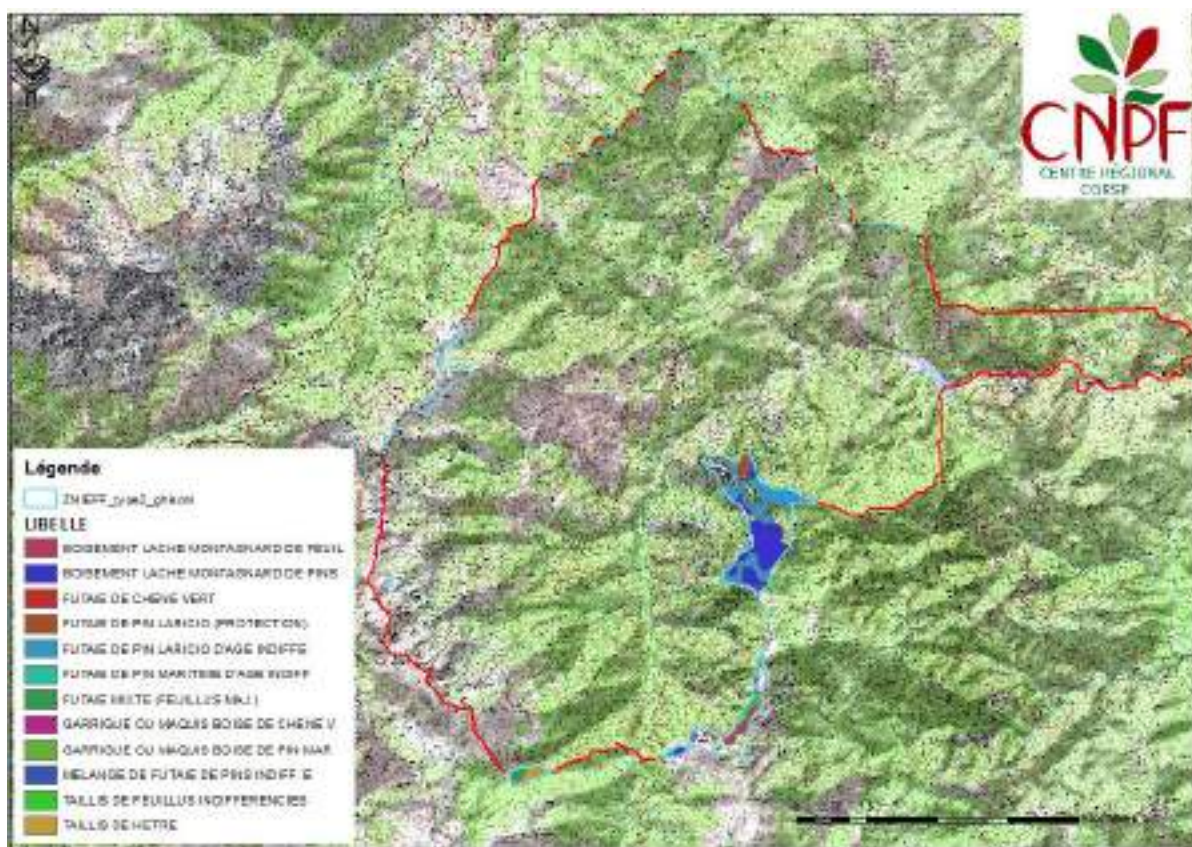 CNPF
CENTRE REGIONAL
CORSE
Légende
LIBELLE
BOISEMENT LACHE MONTAGNARD DE FEUIL
BOISEMENT LACHE MONTAGNARD DE PINS
FUTAIE DE CHENE VERT
FUTAIE DE PIN LARICIO (PROTECTION)
FUTAIE DE PIN LARICIO D'AGE INDIFFE
FUTAIE DE PIN MARITIME D'AGE INDIFF
FUTAIE MIXTE (FEUILLUS MAJ.)
GARRIGUE OU MAQUIS BOISE DE CHENE V
GARRIGUE OU MAQUIS BOISE DE PIN MAR
MELANGE DE FUTAIE DE PINS INDIFF E
TAILLIS DE FEUILLUS INDIFFERENCIES
TAILLIS DE HETRE